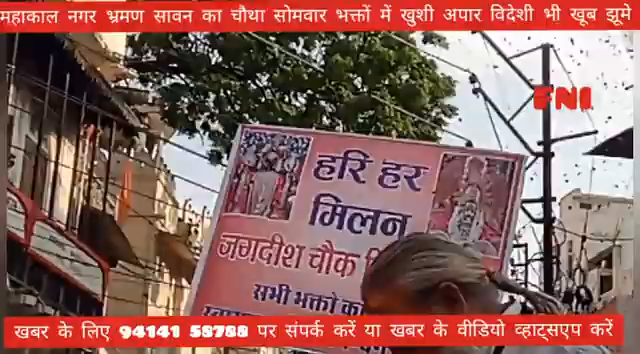 महाकाल नगर भ्रमण सावन का चौथा सोमवार भक्तों में खुशी अपार विदेशी भी खूब झूमे
FNI
हरि हर
मिलन
जगदीश चौक
सभी भक्तो का
खबर के लिए 94141 58788 पर संपर्क करें या खबर के वीडियो व्हाट्सएप करें